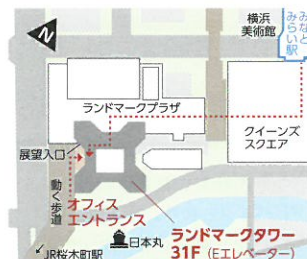 N
横浜
美術館
みなと
みらい駅
ランドマークプラザ
クイーンズ
スクエア
展望入口
動く歩道
オフィス
エントランス
日本丸
JR桜木町駅
ランドマークタワー
31F（Eエレベーター）